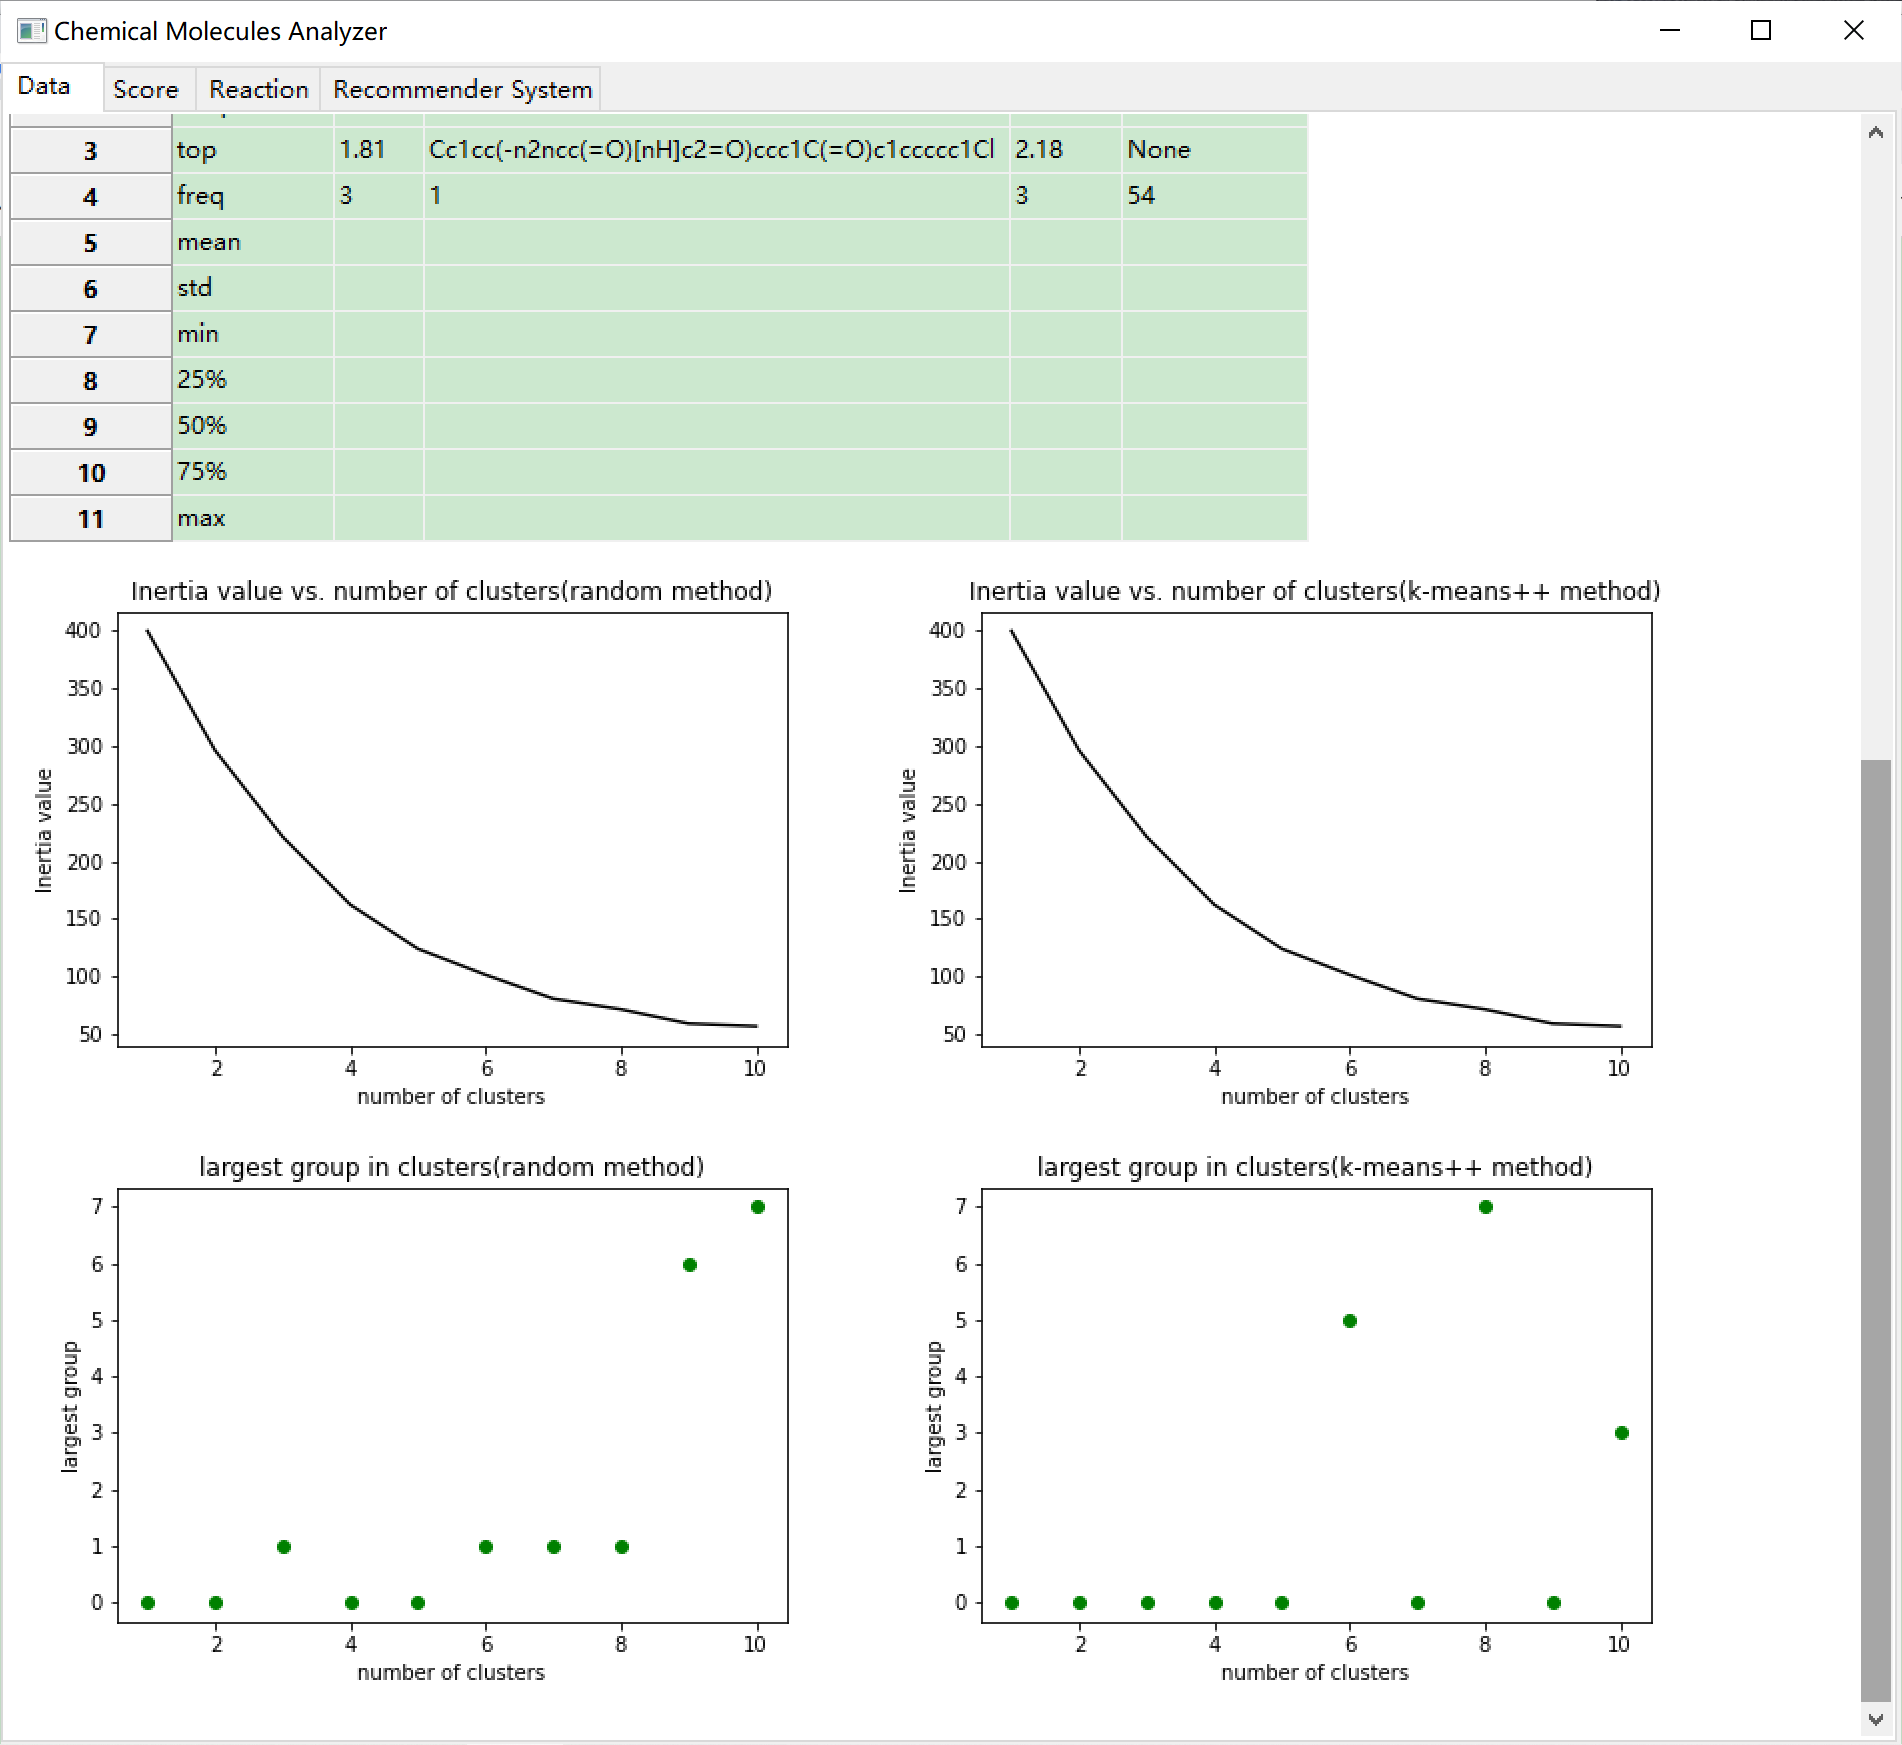 Chemical Molecules Analyzer
Data Score Reaction Recommender System
3 top 1.81 Cc1cc(-n2ncc(=O)[nH]c2=O)ccc1C(=O)c1ccccc1Cl 2.18 None
4 freq 3 1 3 54
5 mean
6 std
7 min
8 25%
9 50%
10 75%
11 max
Inertia value vs. number of clusters(random method)
400
350
300
250
200
150
100
50
Inertia value
2 4 6 8 10
number of clusters
Inertia value vs. number of clusters(k-means++ method)
400
350
300
250
200
150
100
50
Inertia value
2 4 6 8 10
number of clusters
largest group in clusters(random method)
7
6
5
4
3
2
1
0
largest group
2 4 6 8 10
number of clusters
largest group in clusters(k-means++ method)
7
6
5
4
3
2
1
0
largest group
2 4 6 8 10
number of clusters